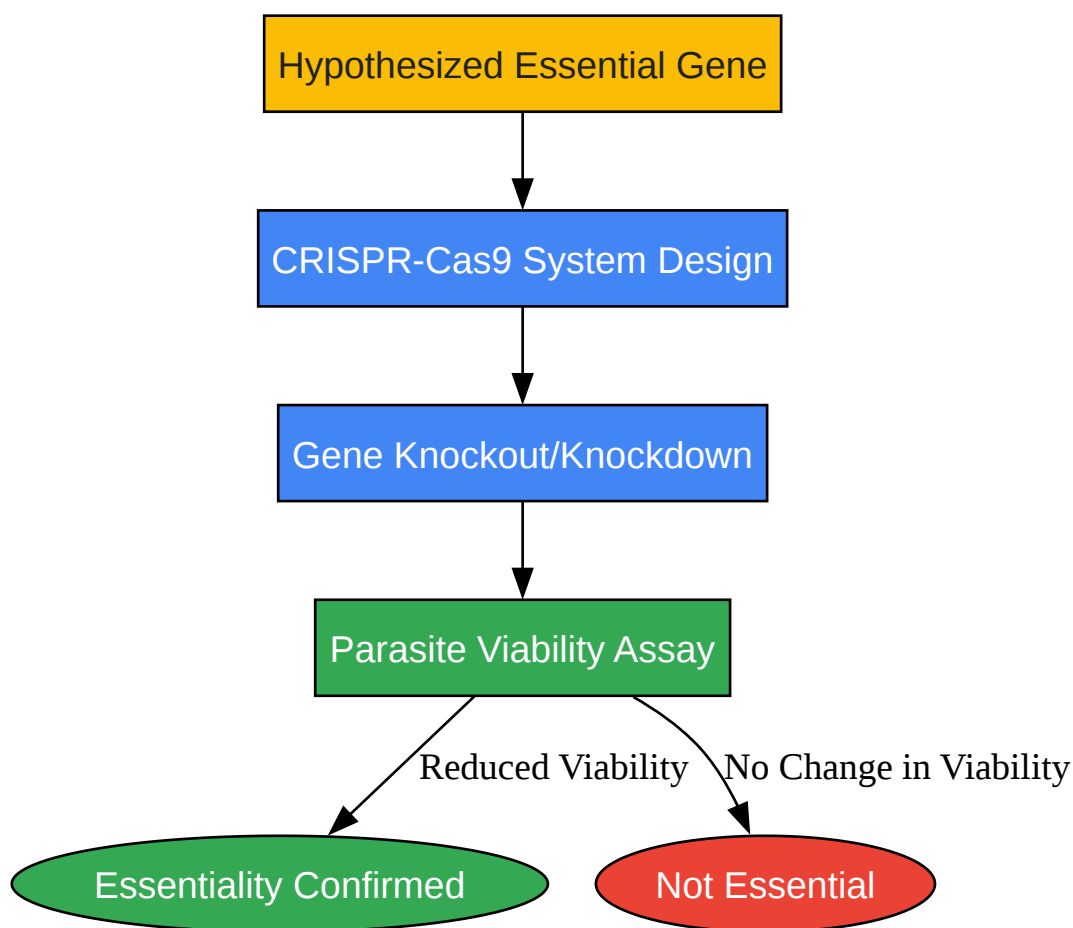 Hypothesized Essential Gene
CRISPR-Cas9 System Design
Gene Knockout/Knockdown
Parasite Viability Assay
Reduced Viability
No Change in Viability
Essentiality Confirmed
Not Essential